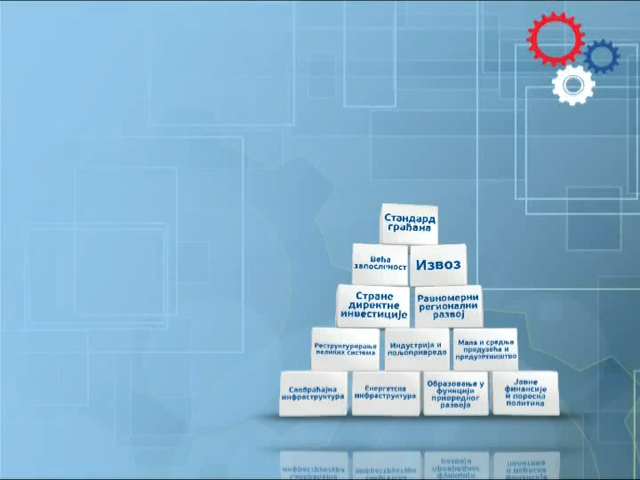 Стандард
грађана
Већа
запосленост
Извоз
Стране
директне
инвестиције
Равномерни
регионални
развој
Реструктурирање
великих система
Индустрија и
пољопривреда
Мала и средња
предузећа и
предузетништво
Саобраћајна
инфраструктура
Енергетска
инфраструктура
Образовање у
функцији
привредног
развоја
Јавне
финансије
и пореска
политика